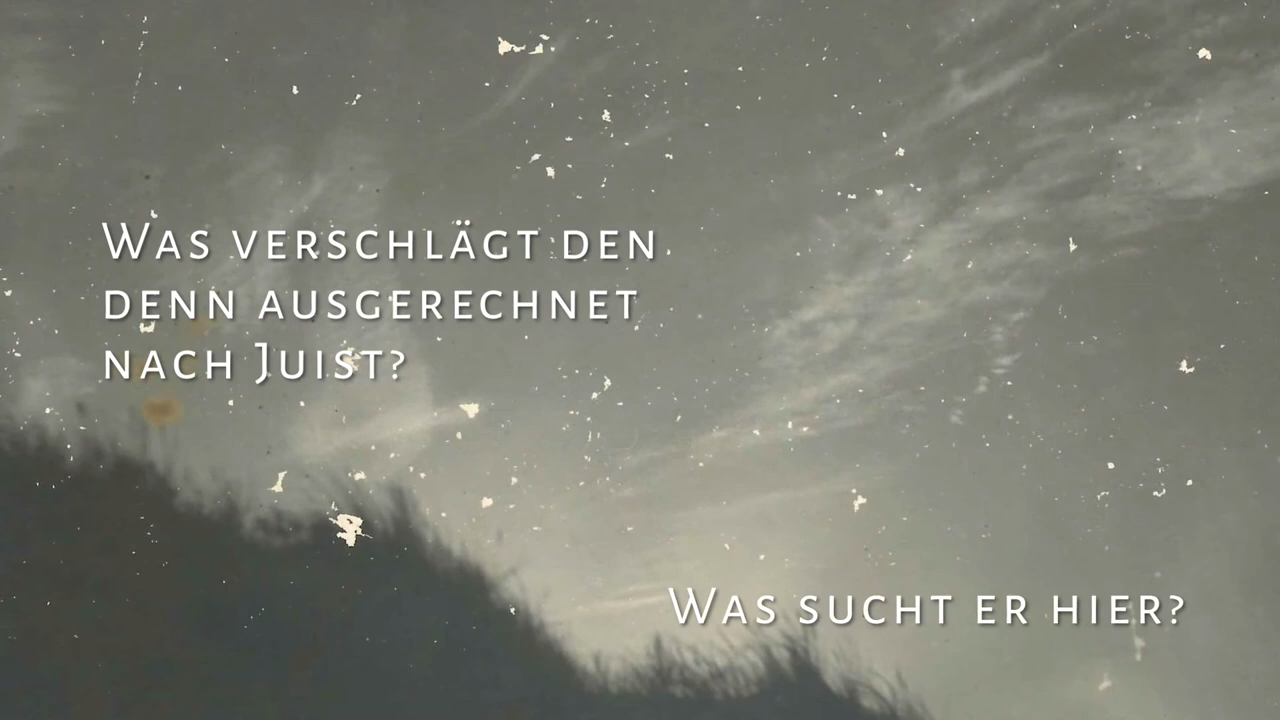 Was verschlägt den
denn ausgerechnet
nach Juist?
Was sucht er hier?